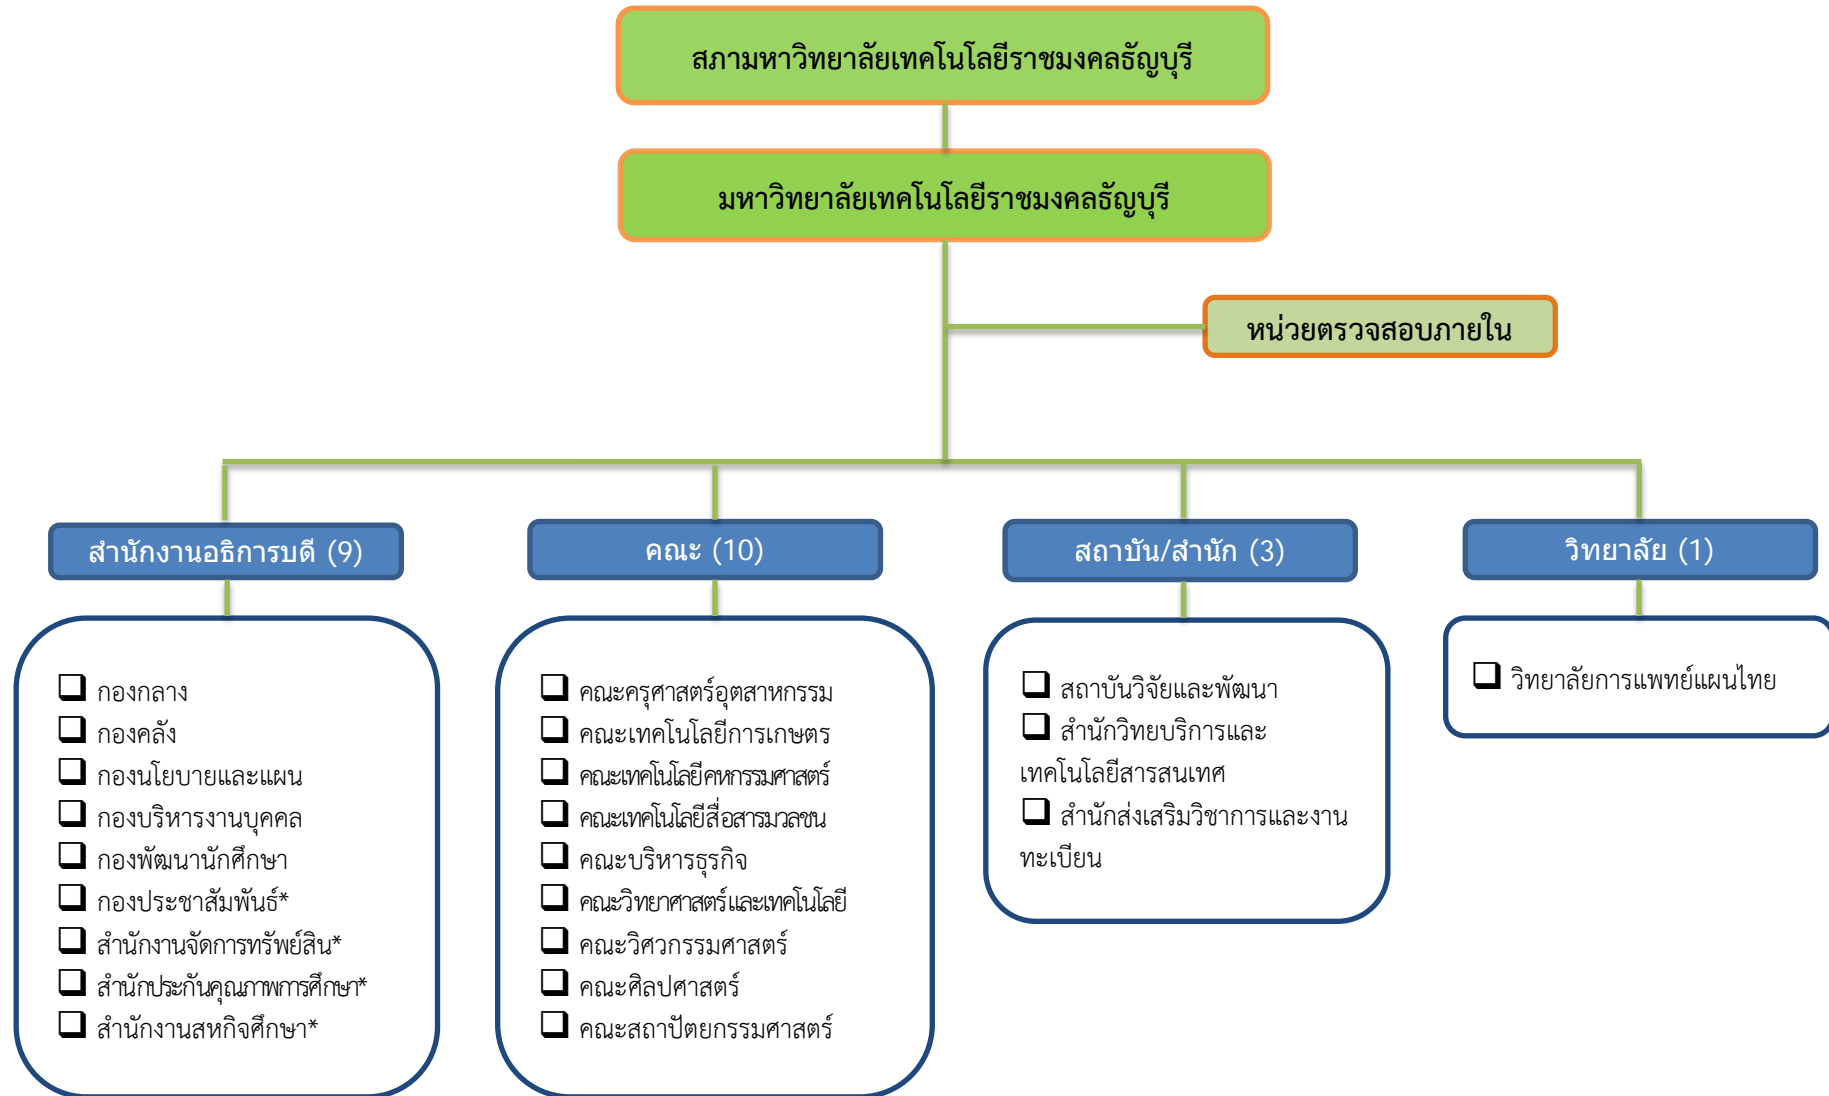 สภามหาวิทยาลัยเทคโนโลยีราชมงคลธัญบุรี
มหาวิทยาลัยเทคโนโลยีราชมงคลธัญบุรี
หน่วยตรวจสอบภายใน
สำนักงานอธิการบดี (9)
กองกลาง
กองคลัง
กองนโยบายและแผน
กองบริหารงานบุคคล
กองพัฒนานักศึกษา
กองประชาสัมพันธ์*
สำนักงานจัดการทรัพย์สิน*
สำนักประกันคุณภาพการศึกษา*
สำนักงานสหกิจศึกษา*
คณะ (10)
คณะครุศาสตร์อุตสาหกรรม
คณะเทคโนโลยีการเกษตร
คณะเทคโนโลยีคหกรรมศาสตร์
คณะเทคโนโลยีสื่อสารมวลชน
คณะบริหารธุรกิจ
คณะวิทยาศาสตร์และเทคโนโลยี
คณะวิศวกรรมศาสตร์
คณะศิลปศาสตร์
คณะสถาปัตยกรรมศาสตร์
สถาบัน/สำนัก (3)
สถาบันวิจัยและพัฒนา
สำนักวิทยบริการและ
เทคโนโลยีสารสนเทศ
สำนักส่งเสริมวิชาการและงาน
ทะเบียน
วิทยาลัย (1)
วิทยาลัยการแพทย์แผนไทย